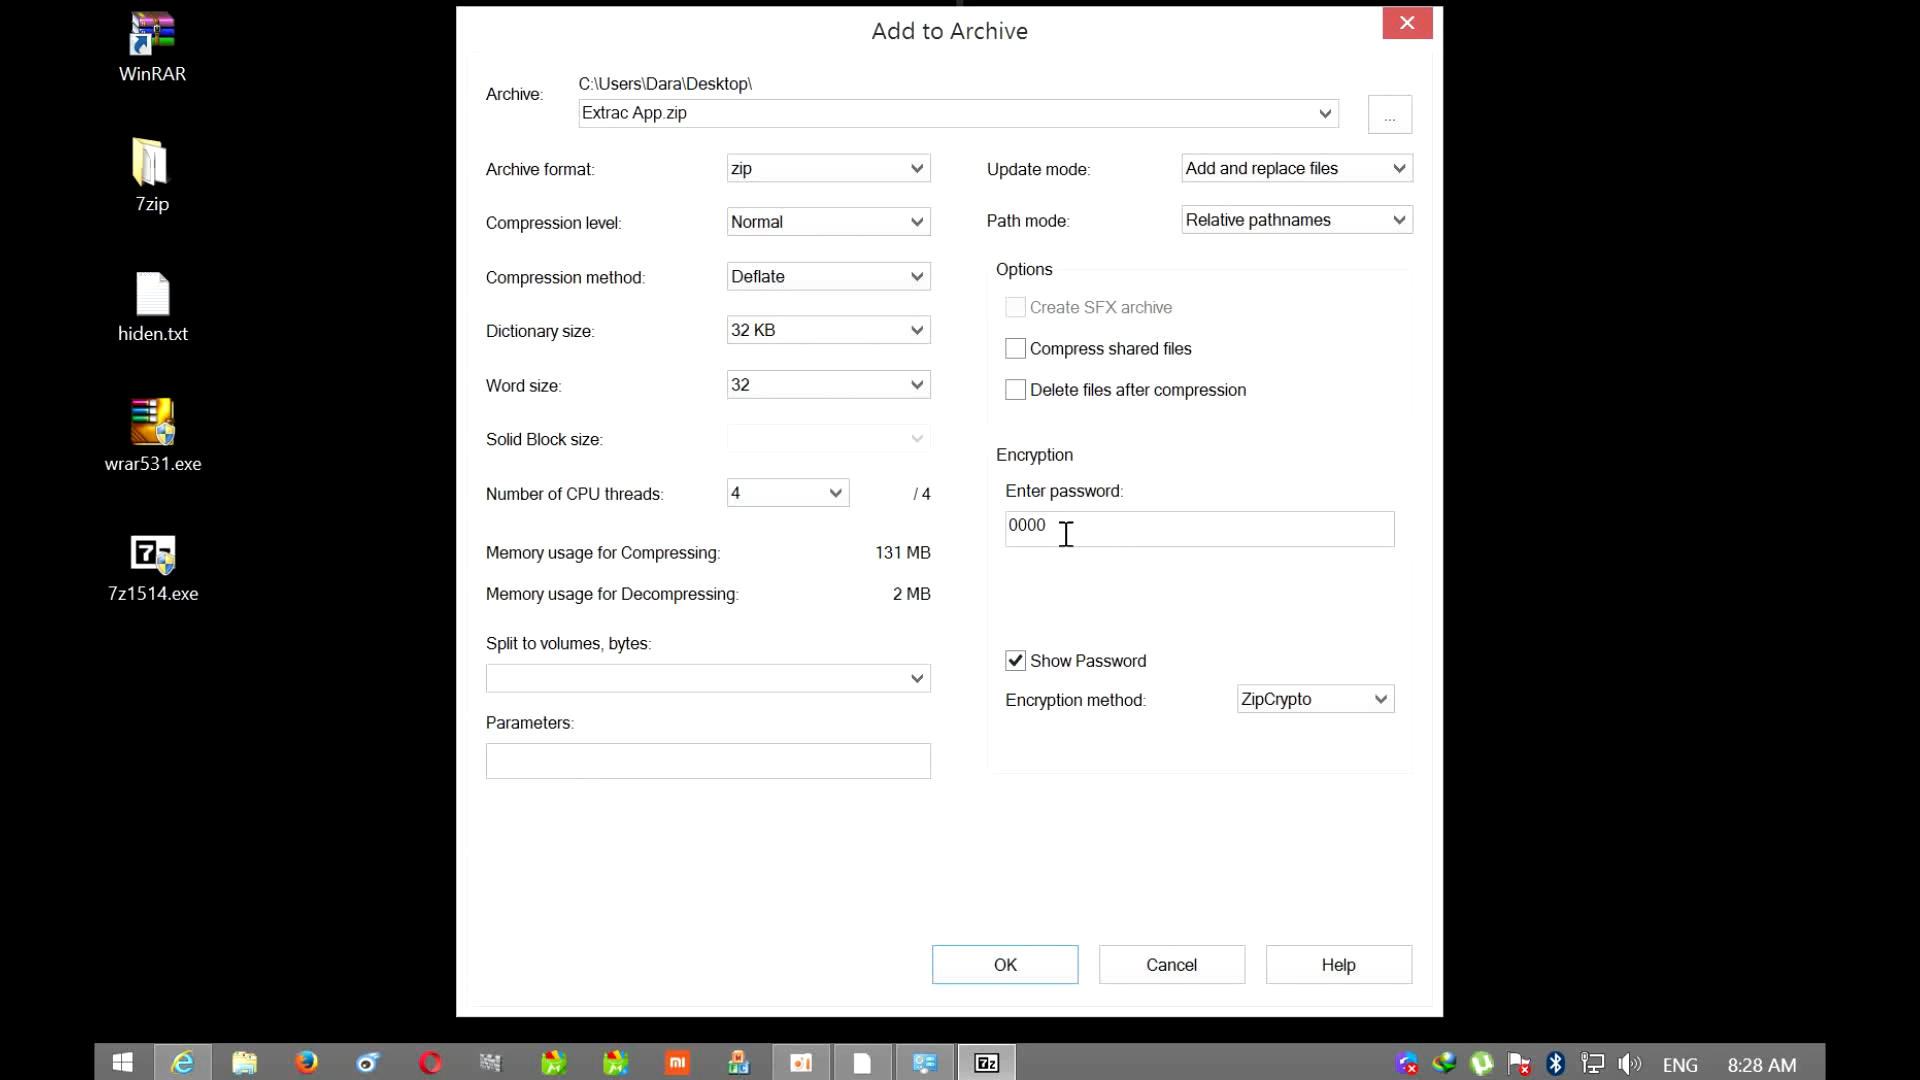 Add to Archive
WinRAR
7zip
hiden.txt
wrar531.exe
7z1514.exe
Archive:
C:\Users\Dara\Desktop\
Extrac App.zip
...
Archive format:
zip
Compression level:
Normal
Compression method:
Deflate
Dictionary size:
32 KB
Word size:
32
Solid Block size:
Number of CPU threads:
4
/ 4
Memory usage for Compressing:
131 MB
Memory usage for Decompressing:
2 MB
Split to volumes, bytes:
Parameters:
Update mode:
Add and replace files
Path mode:
Relative pathnames
Options
Create SFX archive
Compress shared files
Delete files after compression
Encryption
Enter password:
0000
Show Password
Encryption method:
ZipCrypto
OK
Cancel
Help
ENG
8:28 AM